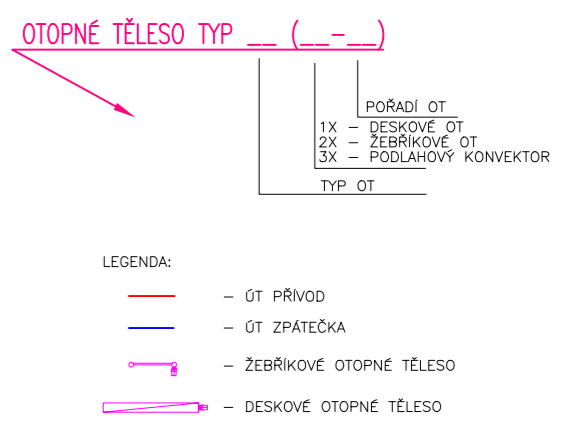 OTOPNÉ TĚLESO TYP __ (__-__)
POŘADÍ OT
1X – DESKOVÉ OT
2X – ŽEBŘÍKOVÉ OT
3X – PODLAHOVÝ KONVEKTOR
TYP OT
LEGENDA:
– ÚT PŘÍVOD
– ÚT ZPÁTEČKA
– ŽEBŘÍKOVÉ OTOPNÉ TĚLESO
– DESKOVÉ OTOPNÉ TĚLESO